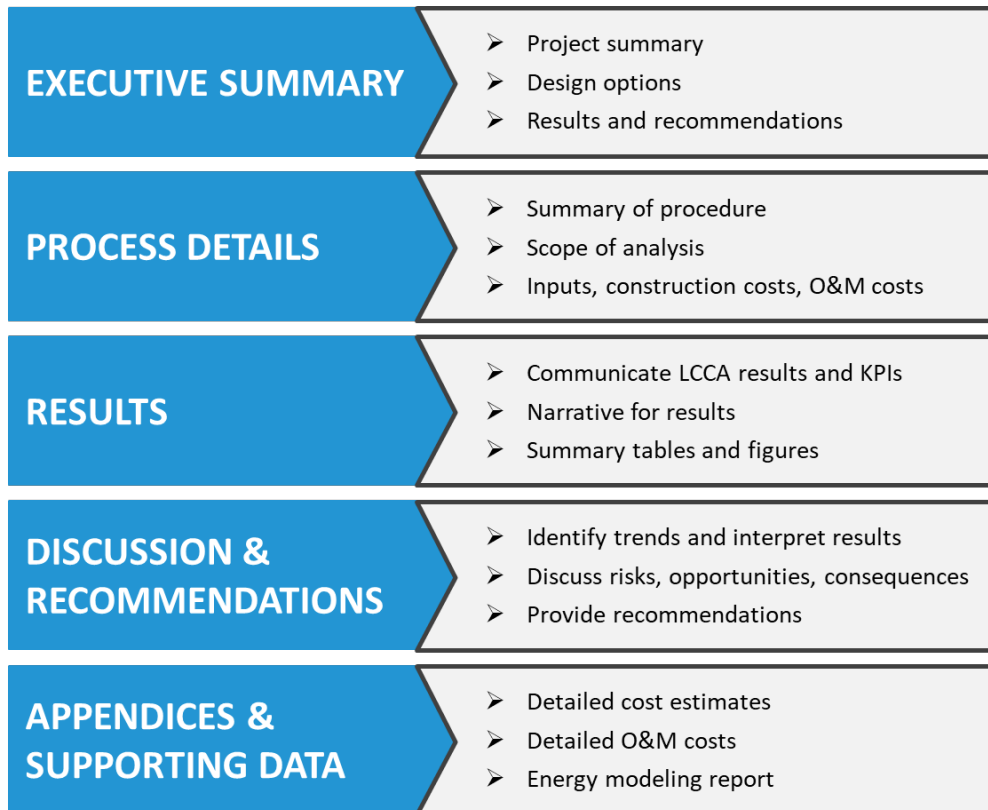 EXECUTIVE SUMMARY
➢ Project summary
➢ Design options
➢ Results and recommendations
PROCESS DETAILS
➢ Summary of procedure
➢ Scope of analysis
➢ Inputs, construction costs, O&M costs
RESULTS
➢ Communicate LCCA results and KPIs
➢ Narrative for results
➢ Summary tables and figures
DISCUSSION &
RECOMMENDATIONS
➢ Identify trends and interpret results
➢ Discuss risks, opportunities, consequences
➢ Provide recommendations
APPENDICES &
SUPPORTING DATA
➢ Detailed cost estimates
➢ Detailed O&M costs
➢ Energy modeling report